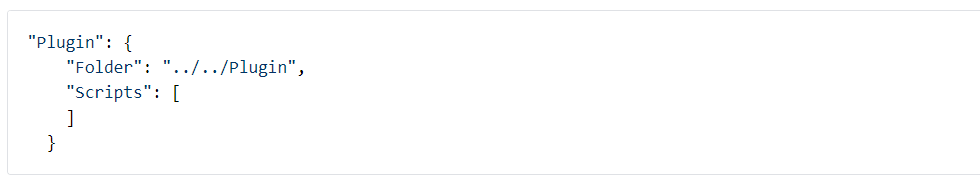 "Plugin": {
    "Folder": "../../Plugin",
    "Scripts": [
    ]
  }